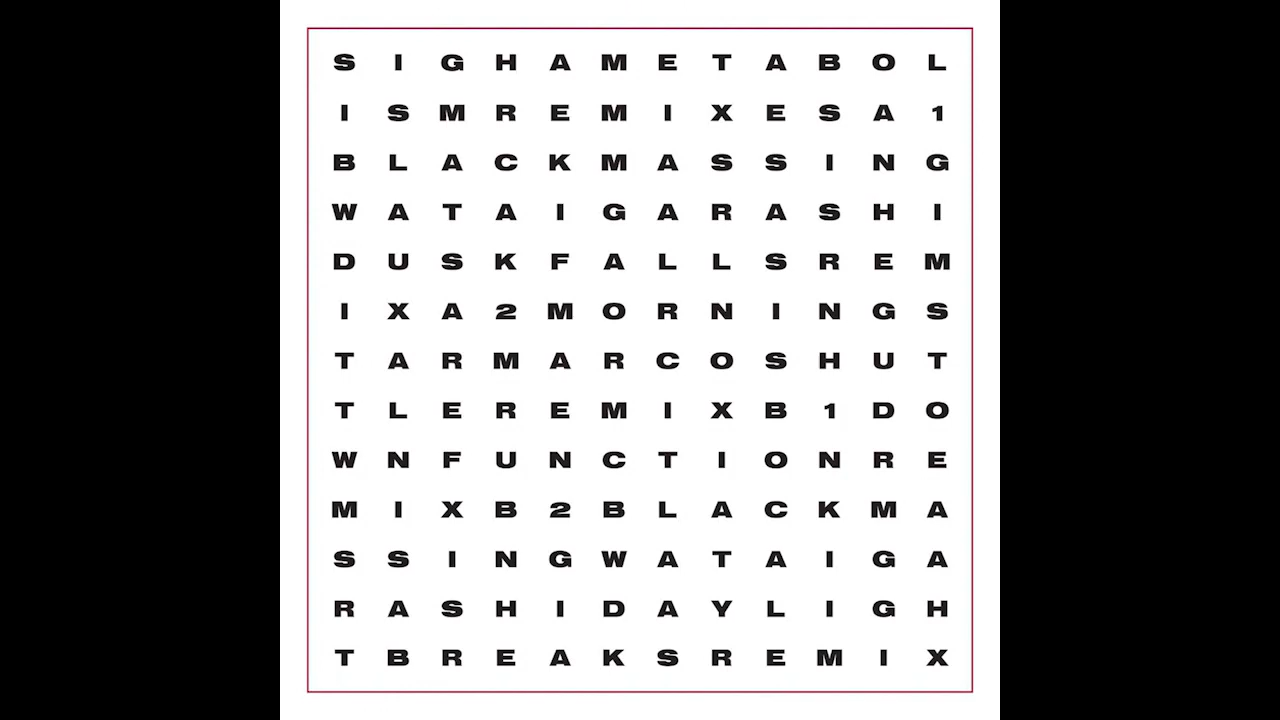 S I G H A M E T A B O L
I S M R E M I X E S A 1
B L A C K M A S S I N G
W A T A I G A R A S H I
D U S K F A L L S R E M
I X A 2 M O R N I N G S
T A R M A R C O S H U T
T L E R E M I X B 1 D O
W N F U N C T I O N R E
M I X B 2 B L A C K M A
S S I N G W A T A I G A
R A S H I D A Y L I G H
T B R E A K S R E M I X